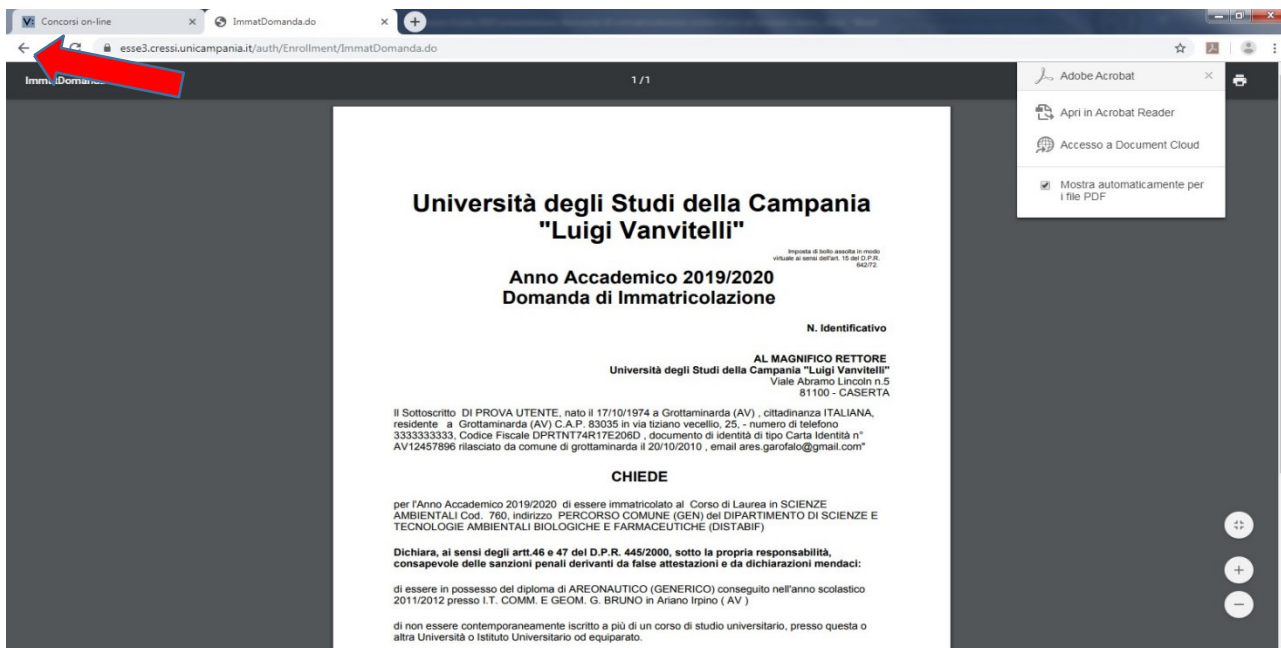 Concorsi on-line
ImmatDomanda.do
esse3.cressi.unicampania.it/auth/Enrollment/ImmatDomanda.do
1 / 1
Adobe Acrobat
Apri in Acrobat Reader
Accesso a Document Cloud
Mostra automaticamente per
i file PDF
Università degli Studi della Campania
"Luigi Vanvitelli"
Imposta di bollo assolta in modo
virtuale ai sensi dell'art. 15 del D.P.R.
642/72.
Anno Accademico 2019/2020
Domanda di Immatricolazione
N. Identificativo
AL MAGNIFICO RETTORE
Università degli Studi della Campania "Luigi Vanvitelli"
Viale Abramo Lincoln n.5
81100 - CASERTA
Il Sottoscritto DI PROVA UTENTE, nato il 17/10/1974 a Grottaminarda (AV) , cittadinanza ITALIANA,
residente a Grottaminarda (AV) C.A.P. 83035 in via tiziano vecellio, 25, - numero di telefono
3333333333, Codice Fiscale DPRTNT74R17E206D , documento di identità di tipo Carta Identità n°
AV12457896 rilasciato da comune di grottaminarda il 20/10/2010 , email ares.garofalo@gmail.com"
CHIEDE
per l'Anno Accademico 2019/2020 di essere immatricolato al Corso di Laurea in SCIENZE
AMBIENTALI Cod. 760, indirizzo PERCORSO COMUNE (GEN) del DIPARTIMENTO DI SCIENZE E
TECNOLOGIE AMBIENTALI BIOLOGICHE E FARMACEUTICHE (DISTABIF)
Dichiara, ai sensi degli artt.46 e 47 del D.P.R. 445/2000, sotto la propria responsabilità,
consapevole delle sanzioni penali derivanti da false attestazioni e da dichiarazioni mendaci:
di essere in possesso del diploma di AREONAUTICO (GENERICO) conseguito nell'anno scolastico
2011/2012 presso I.T. COMM. E GEOM. G. BRUNO in Ariano Irpino ( AV )
di non essere contemporaneamente iscritto a più di un corso di studio universitario, presso questa o
altra Università o Istituto Universitario od equiparato.